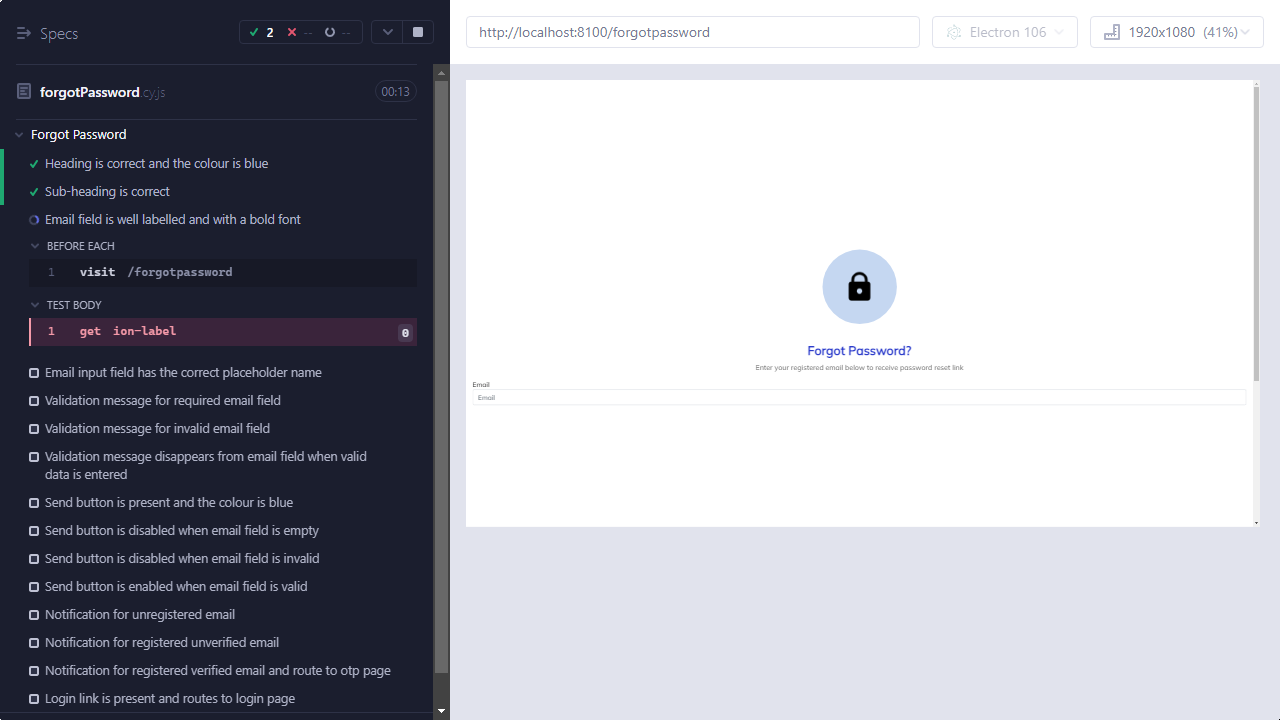 Specs
2 -- --
forgotPassword.cy.js
00:13
Forgot Password
Heading is correct and the colour is blue
Sub-heading is correct
Email field is well labelled and with a bold font
BEFORE EACH
1 visit /forgotpassword
TEST BODY
1 get ion-label 0
Email input field has the correct placeholder name
Validation message for required email field
Validation message for invalid email field
Validation message disappears from email field when valid
data is entered
Send button is present and the colour is blue
Send button is disabled when email field is empty
Send button is disabled when email field is invalid
Send button is enabled when email field is valid
Notification for unregistered email
Notification for registered unverified email
Notification for registered verified email and route to otp page
Login link is present and routes to login page
http://localhost:8100/forgotpassword
Electron 106
1920x1080 (41%)
Forgot Password?
Enter your registered email below to receive password reset link
Email
Email